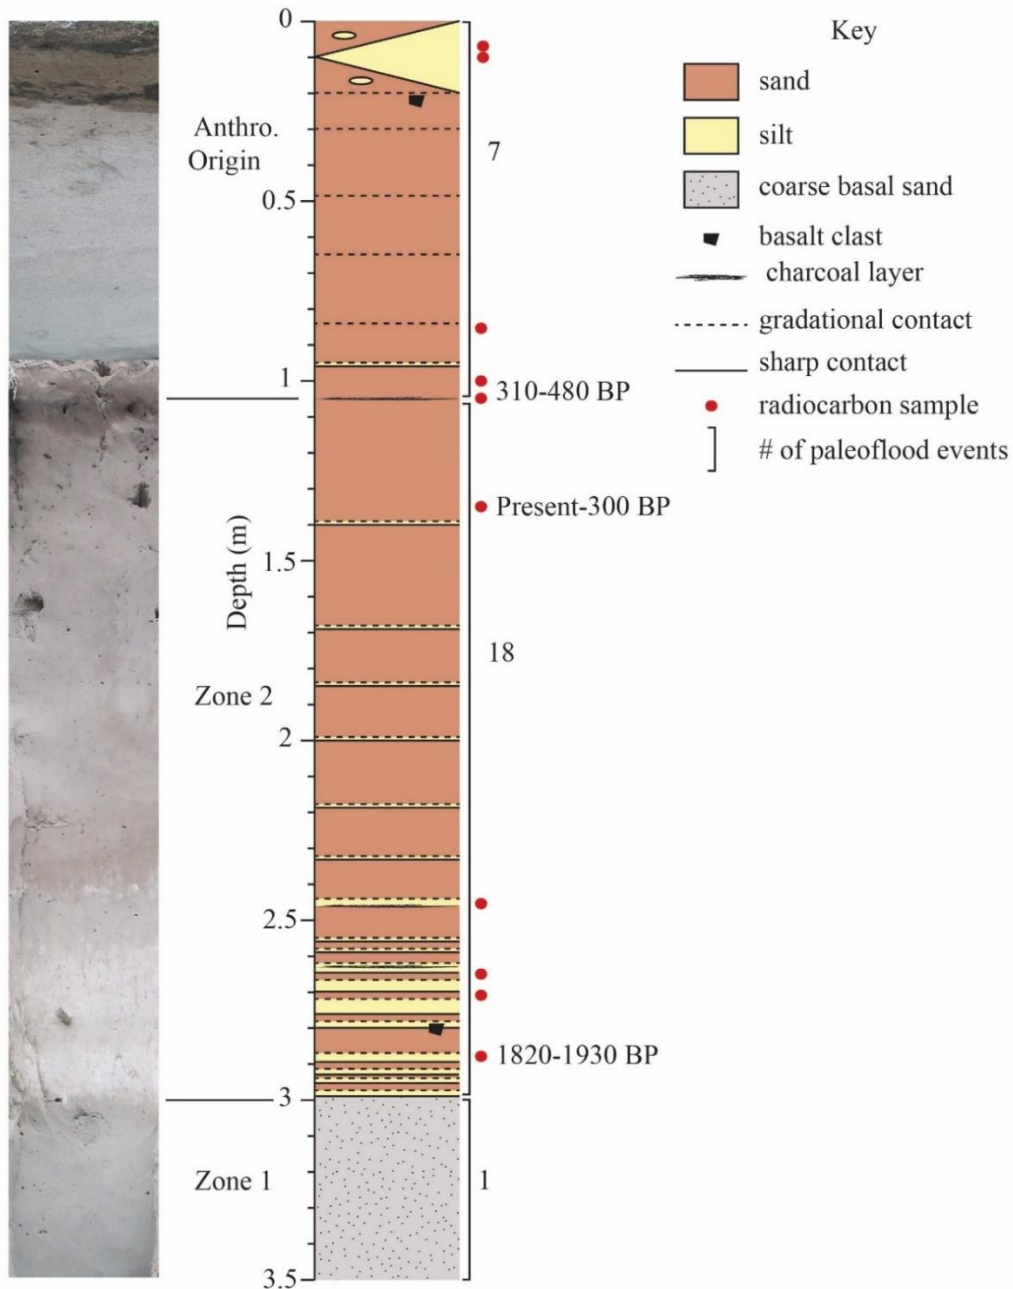 0
Anthro.
Origin
7
0.5
1
310-480 BP
Present-300 BP
Depth (m)
1.5
18
Zone 2
2
2.5
1820-1930 BP
3
Zone 1
1
3.5
Key
sand
silt
coarse basal sand
basalt clast
charcoal layer
gradational contact
sharp contact
radiocarbon sample
# of paleoflood events